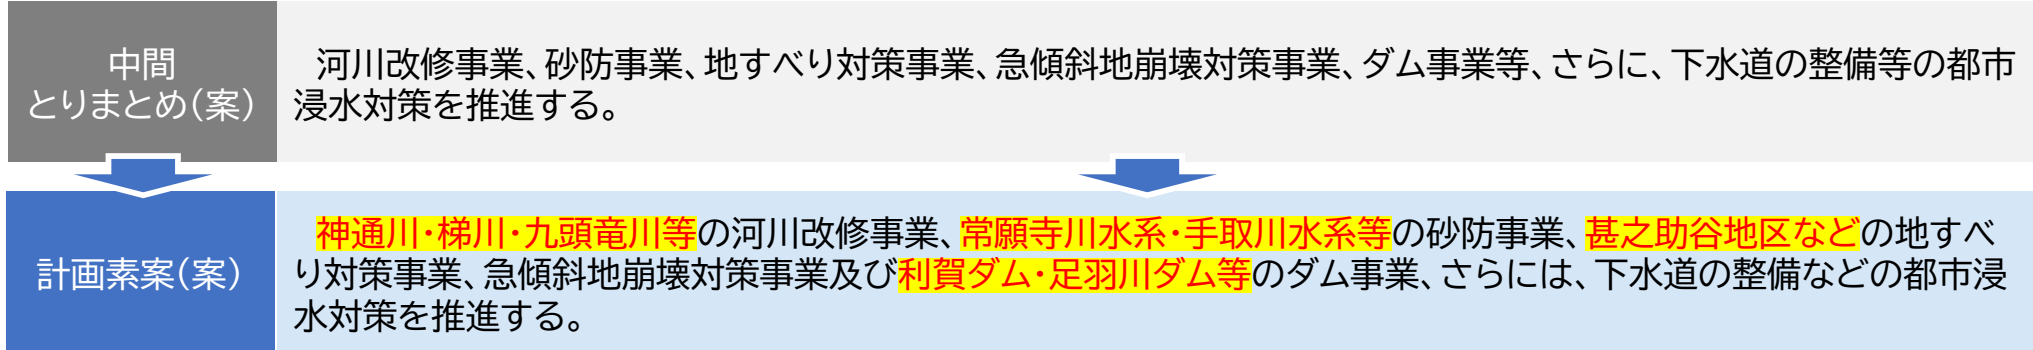 中間
とりまとめ(案)
河川改修事業、砂防事業、地すべり対策事業、急傾斜地崩壊対策事業、ダム事業等、さらに、下水道の整備等の都市
浸水対策を推進する。
計画素案(案)
神通川・梯川・九頭竜川等の河川改修事業、常願寺川水系・手取川水系等の砂防事業、甚之助谷地区などの地すべ
り対策事業、急傾斜地崩壊対策事業及び利賀ダム・足羽川ダム等のダム事業、さらには、下水道の整備などの都市浸
水対策を推進する。